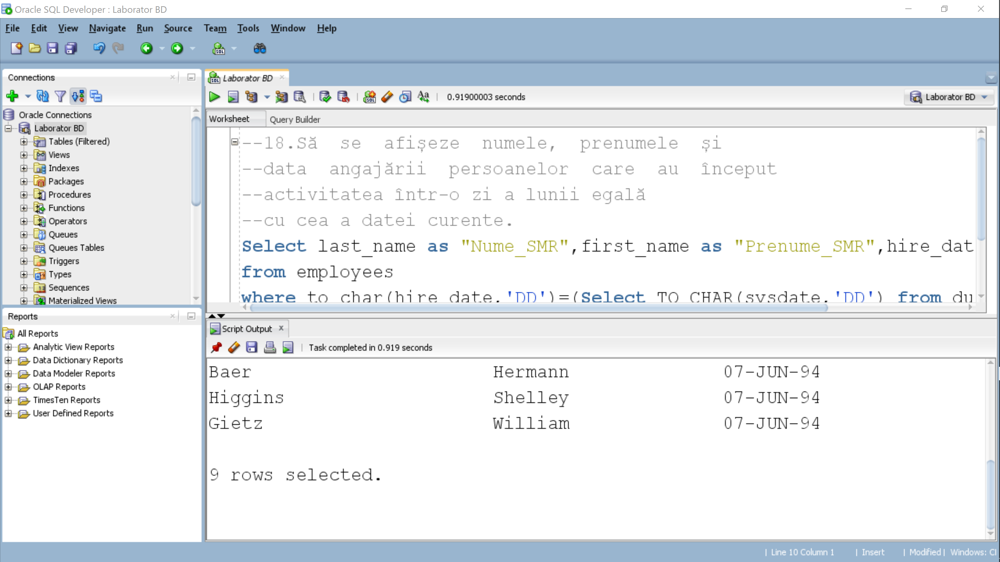 Oracle SQL Developer : Laborator BD
File Edit View Navigate Run Source Team Tools Window Help
Connections
Oracle Connections
Laborator BD
Tables (Filtered)
Views
Indexes
Packages
Procedures
Functions
Operators
Queues
Queues Tables
Triggers
Types
Sequences
Materialized Views
Reports
All Reports
Analytic View Reports
Data Dictionary Reports
Data Modeler Reports
OLAP Reports
TimesTen Reports
User Defined Reports
Laborator BD
0.91900003 seconds
Laborator BD
Worksheet Query Builder
--18.Să se afișeze numele, prenumele și
--data angajării persoanelor care au început
--activitatea într-o zi a lunii egală
--cu cea a datei curente.
Select last_name as "Nume_SMR",first_name as "Prenume_SMR",hire_dat
from employees
where to_char(hire_date,'DD')=(Select TO_CHAR(sysdate,'DD') from du
Script Output
Task completed in 0.919 seconds
Baer Hermann 07-JUN-94
Higgins Shelley 07-JUN-94
Gietz William 07-JUN-94
9 rows selected.
| Line 10 Column 1 | Insert | Modified | Windows: Cl